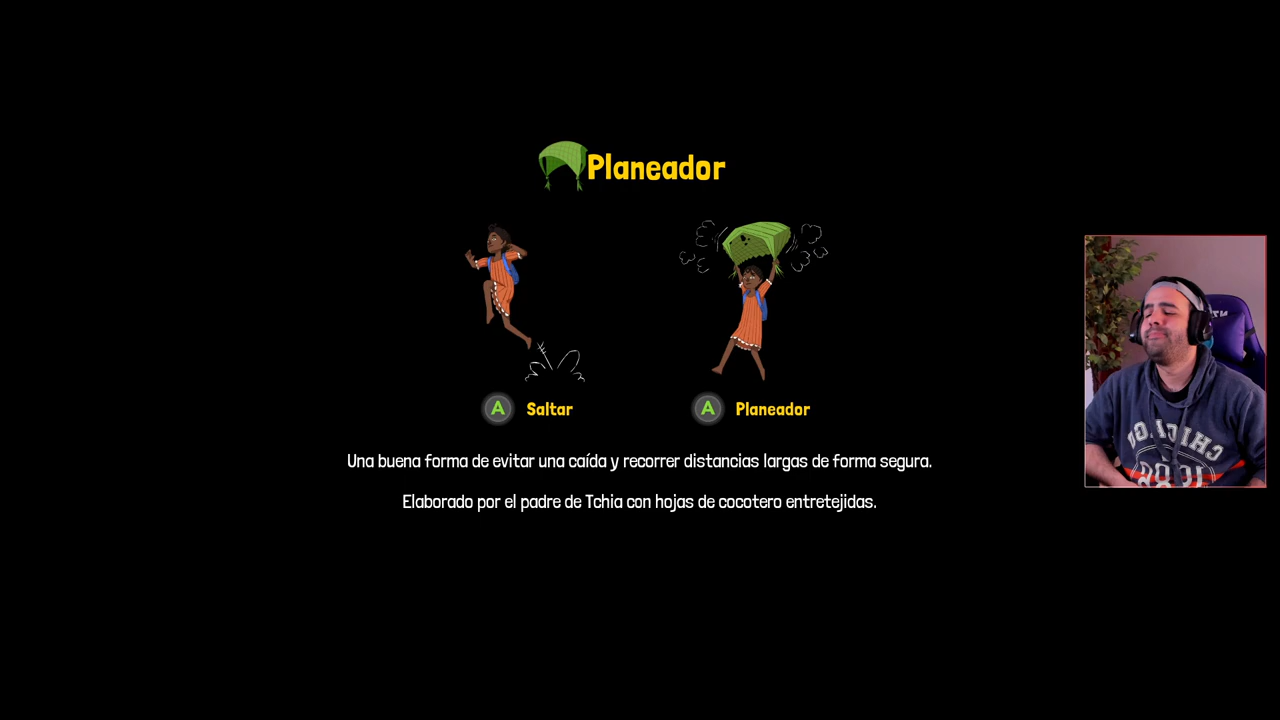 Planeador
A Saltar
A Planeador
Una buena forma de evitar una caída y recorrer distancias largas de forma segura.
Elaborado por el padre de Tchia con hojas de cocotero entretejidas.
CHICAGO